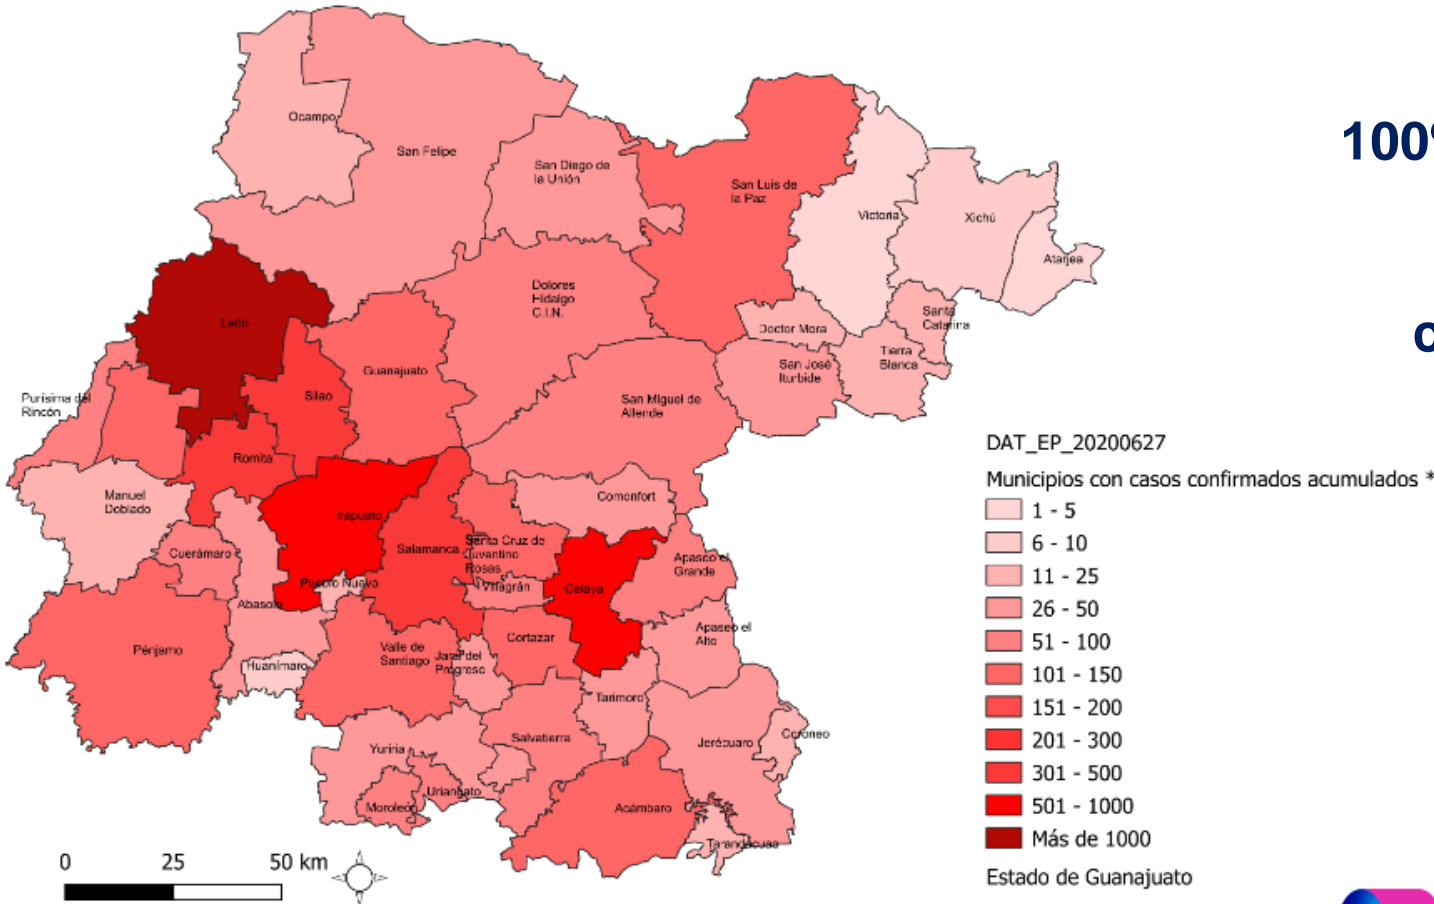 Ocampo
San Felipe
San Diego de
la Unión
San Luis de
la Paz
Victoria
Xichú
Atarjea
León
Dolores
Hidalgo
C.I.N.
Doctor Mora
Santa
Catarina
Tierra
Blanca
San José
Iturbide
Guanajuato
Silao
San Miguel de
Allende
Purísima del
Rincón
Romita
Manuel
Doblado
Irapuato
Comonfort
Cuerámaro
Salamanca
Santa Cruz de
Juventino
Rosas
Apaseo el
Grande
Pueblo Nuevo
Villagrán
Celaya
Abasolo
Pénjamo
Huanímaro
Valle de
Santiago
Jaral del
Progreso
Cortazar
Apaseo el
Alto
Tarimoro
Yuriria
Salvatierra
Jerécuaro
Coroneo
Moroleón
Uriangato
Acámbaro
Tarandacuao
0 25 50 km
100%
c
DAT_EP_20200627
Municipios con casos confirmados acumulados *
1 - 5
6 - 10
11 - 25
26 - 50
51 - 100
101 - 150
151 - 200
201 - 300
301 - 500
501 - 1000
Más de 1000
Estado de Guanajuato